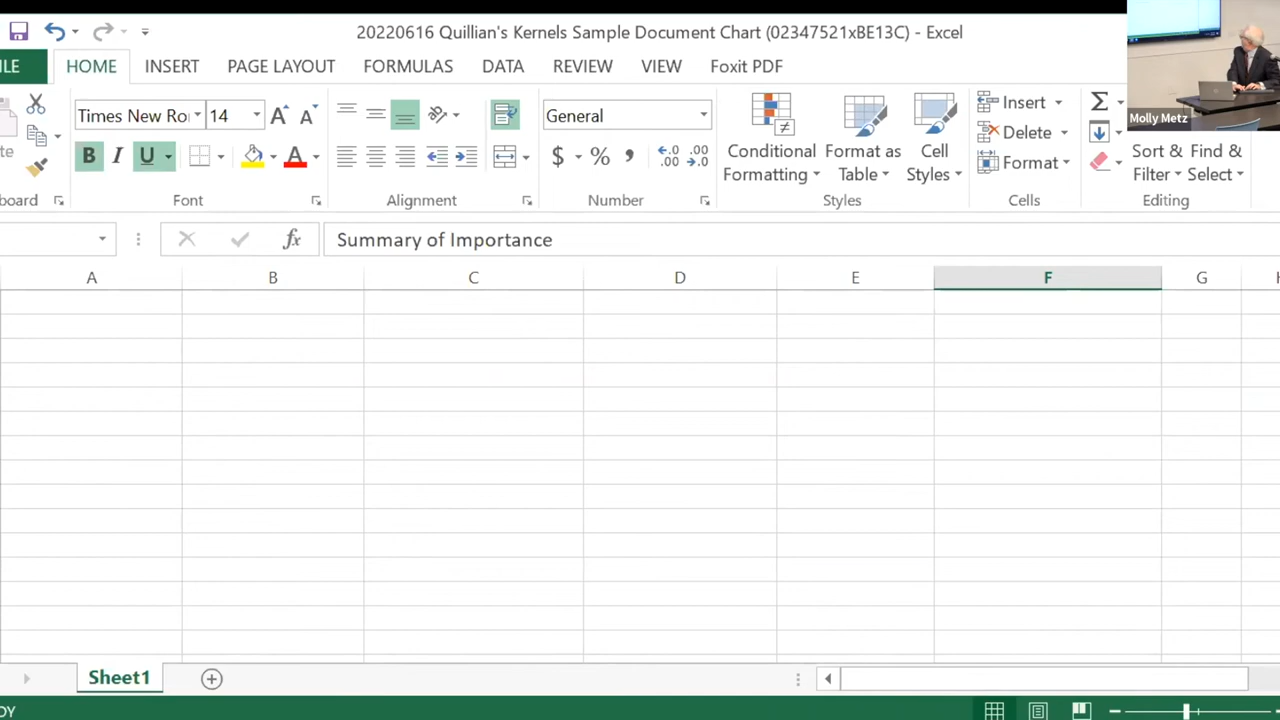 20220616 Quillian's Kernels Sample Document Chart (02347521xBE13C) - Excel
HOME INSERT PAGE LAYOUT FORMULAS DATA REVIEW VIEW Foxit PDF
Molly Metz
Times New Ro 14 General
B I U $ %
Conditional Formatting
Format as Table
Cell Styles
Insert
Delete
Format
Sort & Filter
Find & Select
Font Alignment Number Styles Cells Editing
fx Summary of Importance
A B C D E F G
Sheet1